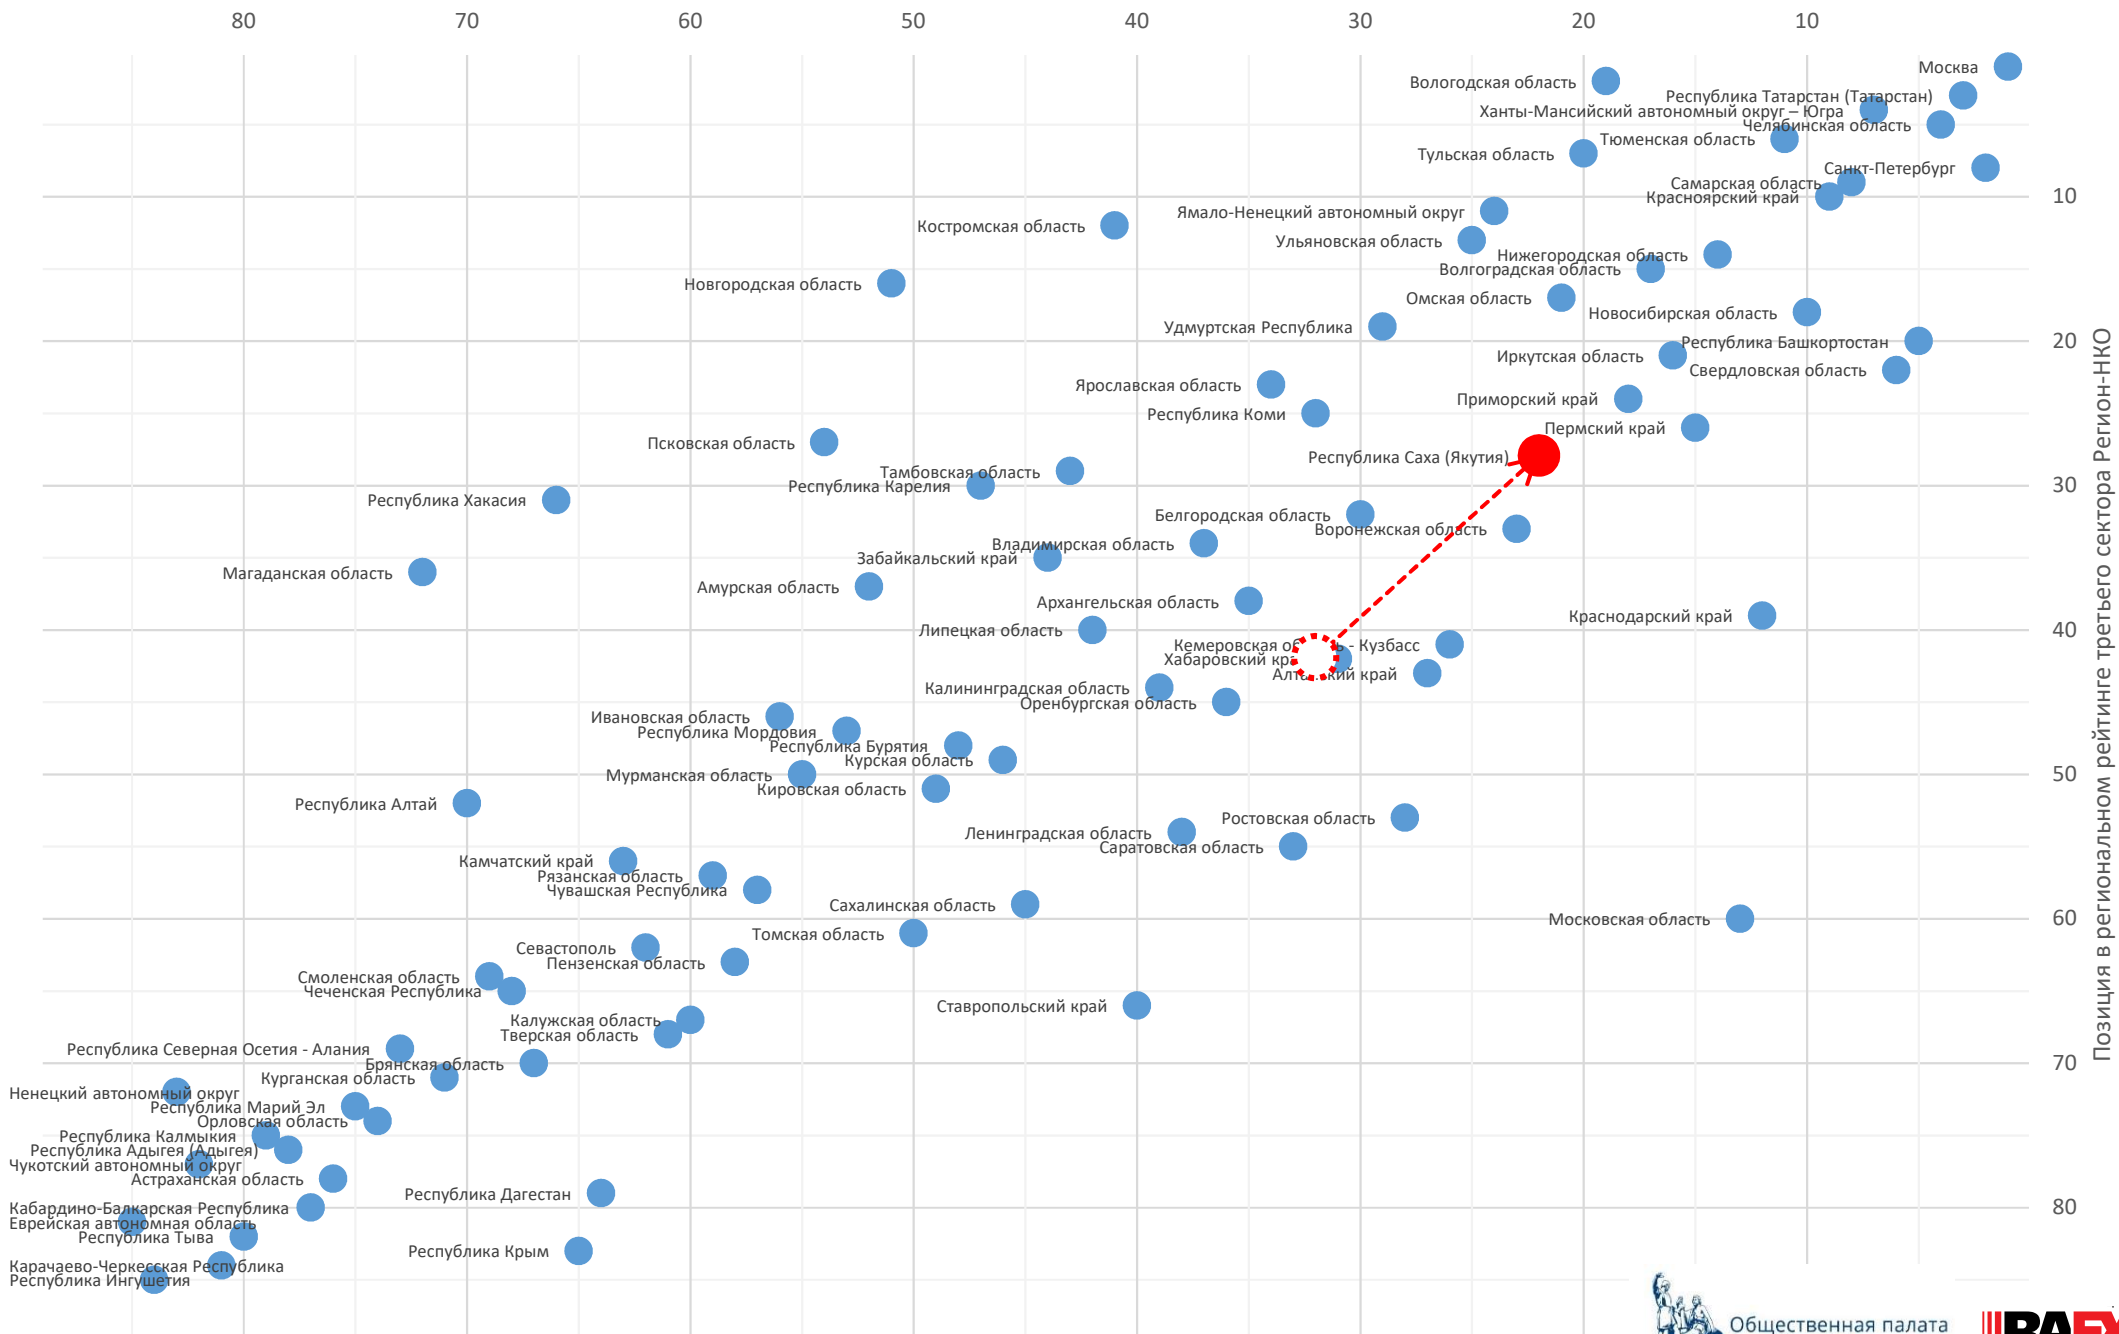 80 70 60 50 40 30 20 10
Москва
Вологодская область
Республика Татарстан (Татарстан)
Ханты-Мансийский автономный округ – Югра
Челябинская область
Тюменская область
Тульская область
Санкт-Петербург
Самарская область
Красноярский край
10
Ямало-Ненецкий автономный округ
Костромская область
Ульяновская область
Нижегородская область
Волгоградская область
Новгородская область
Омская область
Новосибирская область
Удмуртская Республика
20
Республика Башкортостан
Иркутская область
Свердловская область
Ярославская область
Приморский край
Республика Коми
Пермский край
Псковская область
Республика Саха (Якутия)
Тамбовская область
Республика Карелия
30
Республика Хакасия
Белгородская область
Воронежская область
Владимирская область
Забайкальский край
Магаданская область
Амурская область
Архангельская область
Краснодарский край
Липецкая область
40
Кемеровская область - Кузбасс
Хабаровский край
Алтайский край
Калининградская область
Оренбургская область
Ивановская область
Республика Мордовия
Республика Бурятия
Курская область
Мурманская область
50
Кировская область
Республика Алтай
Ростовская область
Ленинградская область
Саратовская область
Камчатский край
Рязанская область
Чувашская Республика
Сахалинская область
Московская область
60
Томская область
Севастополь
Пензенская область
Смоленская область
Чеченская Республика
Ставропольский край
Калужская область
Тверская область
Республика Северная Осетия - Алания
Брянская область
70
Курганская область
Ненецкий автономный округ
Республика Марий Эл
Орловская область
Республика Калмыкия
Республика Адыгея (Адыгея)
Чукотский автономный округ
Астраханская область
Республика Дагестан
Кабардино-Балкарская Республика
80
Еврейская автономная область
Республика Тыва
Республика Крым
Карачаево-Черкесская Республика
Республика Ингушетия
Позиция в региональном рейтинге третьего сектора Регион-НКО
Общественная палата